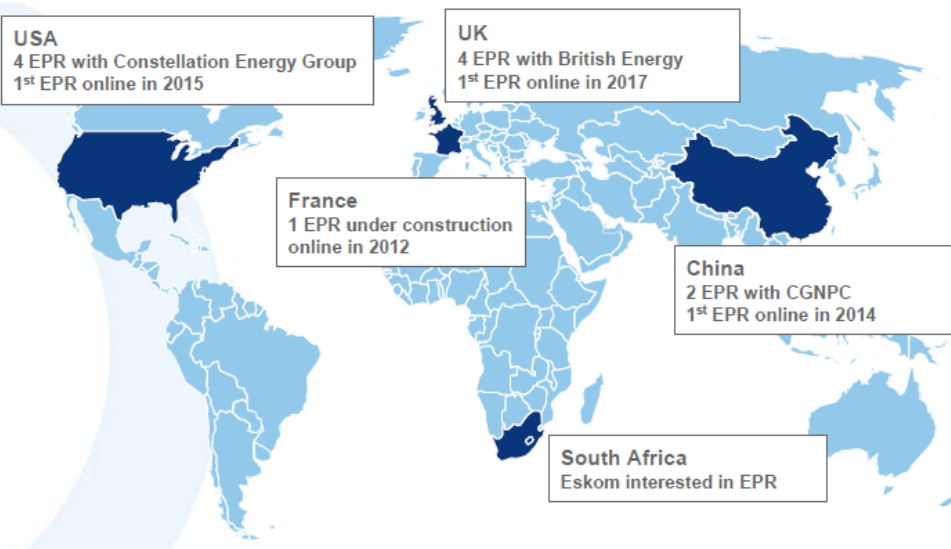 USA
4 EPR with Constellation Energy Group
1st EPR online in 2015
UK
4 EPR with British Energy
1st EPR online in 2017
France
1 EPR under construction
online in 2012
China
2 EPR with CGNPC
1st EPR online in 2014
South Africa
Eskom interested in EPR